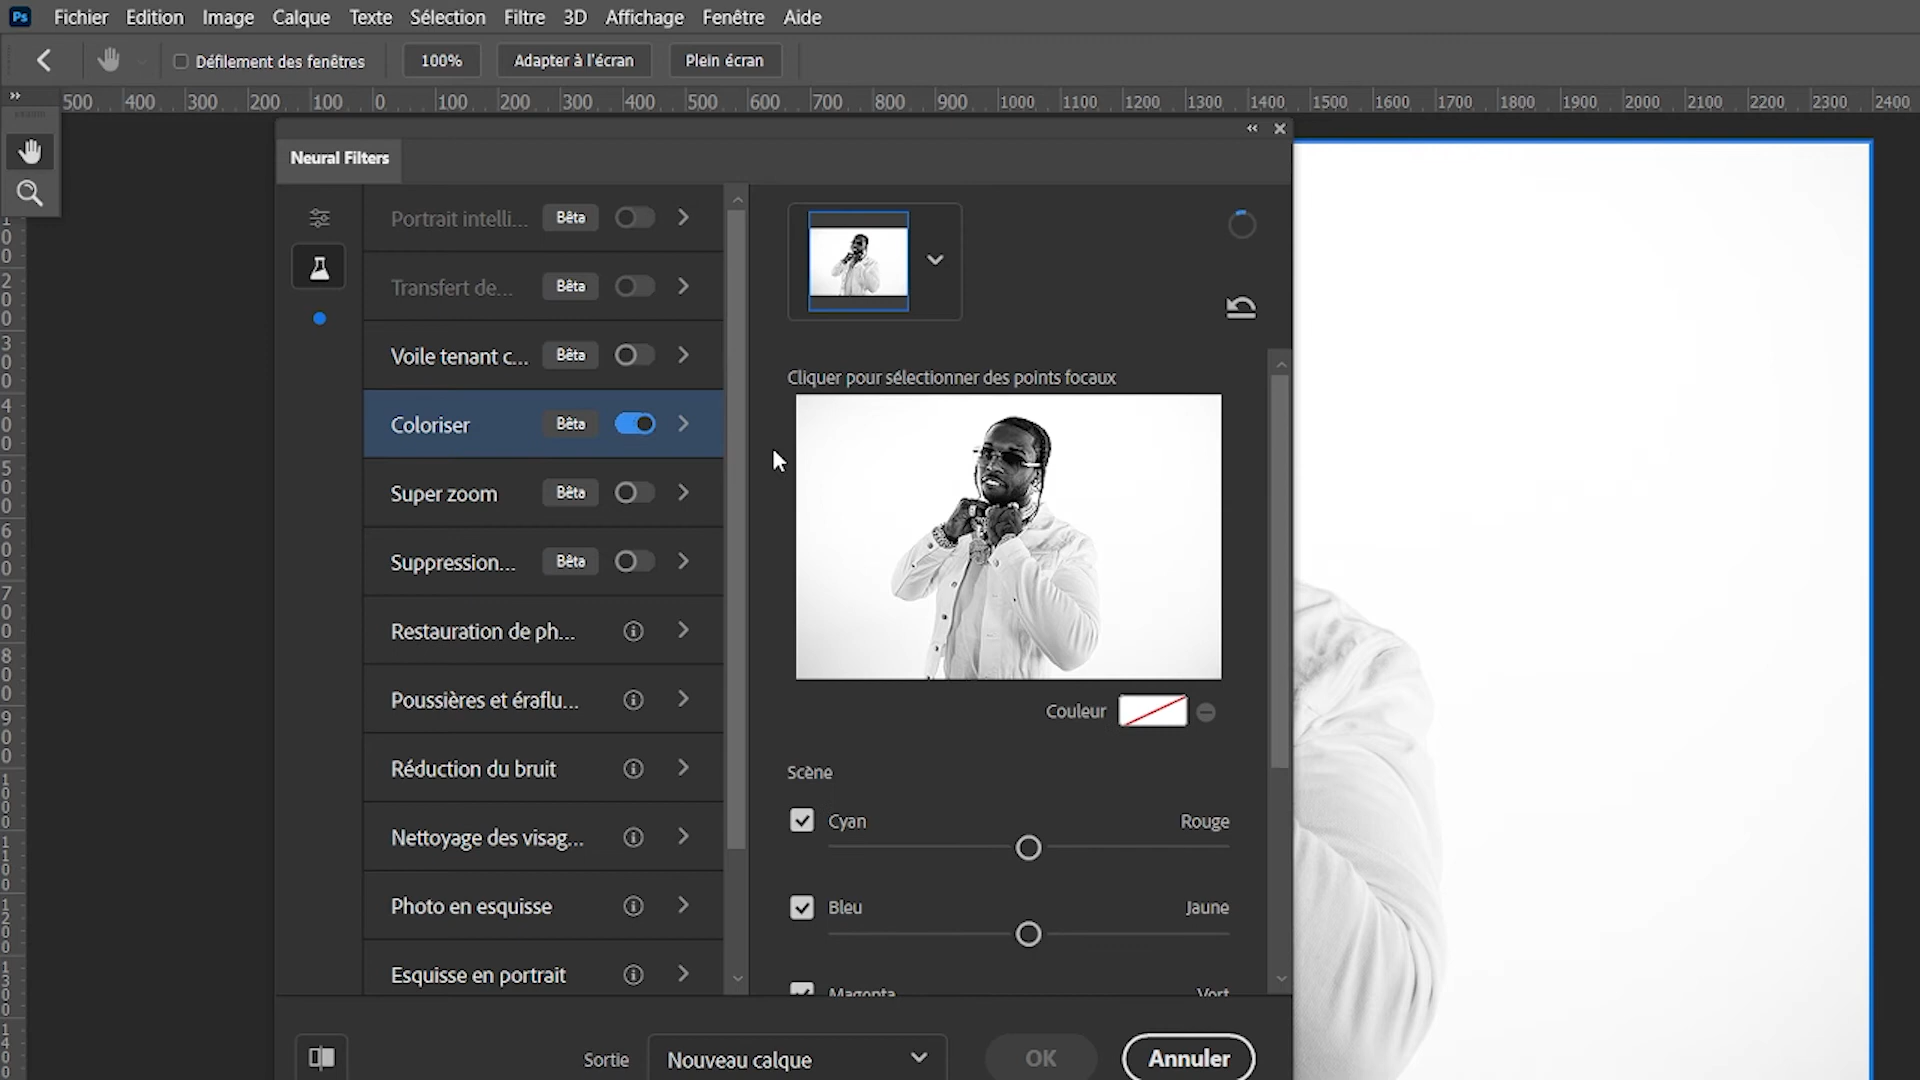 Ps Fichier Edition Image Calque Texte Sélection Filtre 3D Affichage Fenêtre Aide
Défilement des fenêtres 100% Adapter à l'écran Plein écran
500 400 300 200 100 0 100 200 300 400 500 600 700 800 900 1000 1100 1200 1300 1400 1500 1600 1700 1800 1900 2000 2100 2200 2300 2400
Neural Filters
Portrait intelli... Bêta
Transfert de... Bêta
Voile tenant c... Bêta
Coloriser Bêta
Super zoom Bêta
Suppression... Bêta
Restauration de ph...
Poussières et éraflu...
Réduction du bruit
Nettoyage des visag...
Photo en esquisse
Esquisse en portrait
Cliquer pour sélectionner des points focaux
Couleur
Scène
Cyan Rouge
Bleu Jaune
Magenta Vert
Sortie Nouveau calque OK Annuler